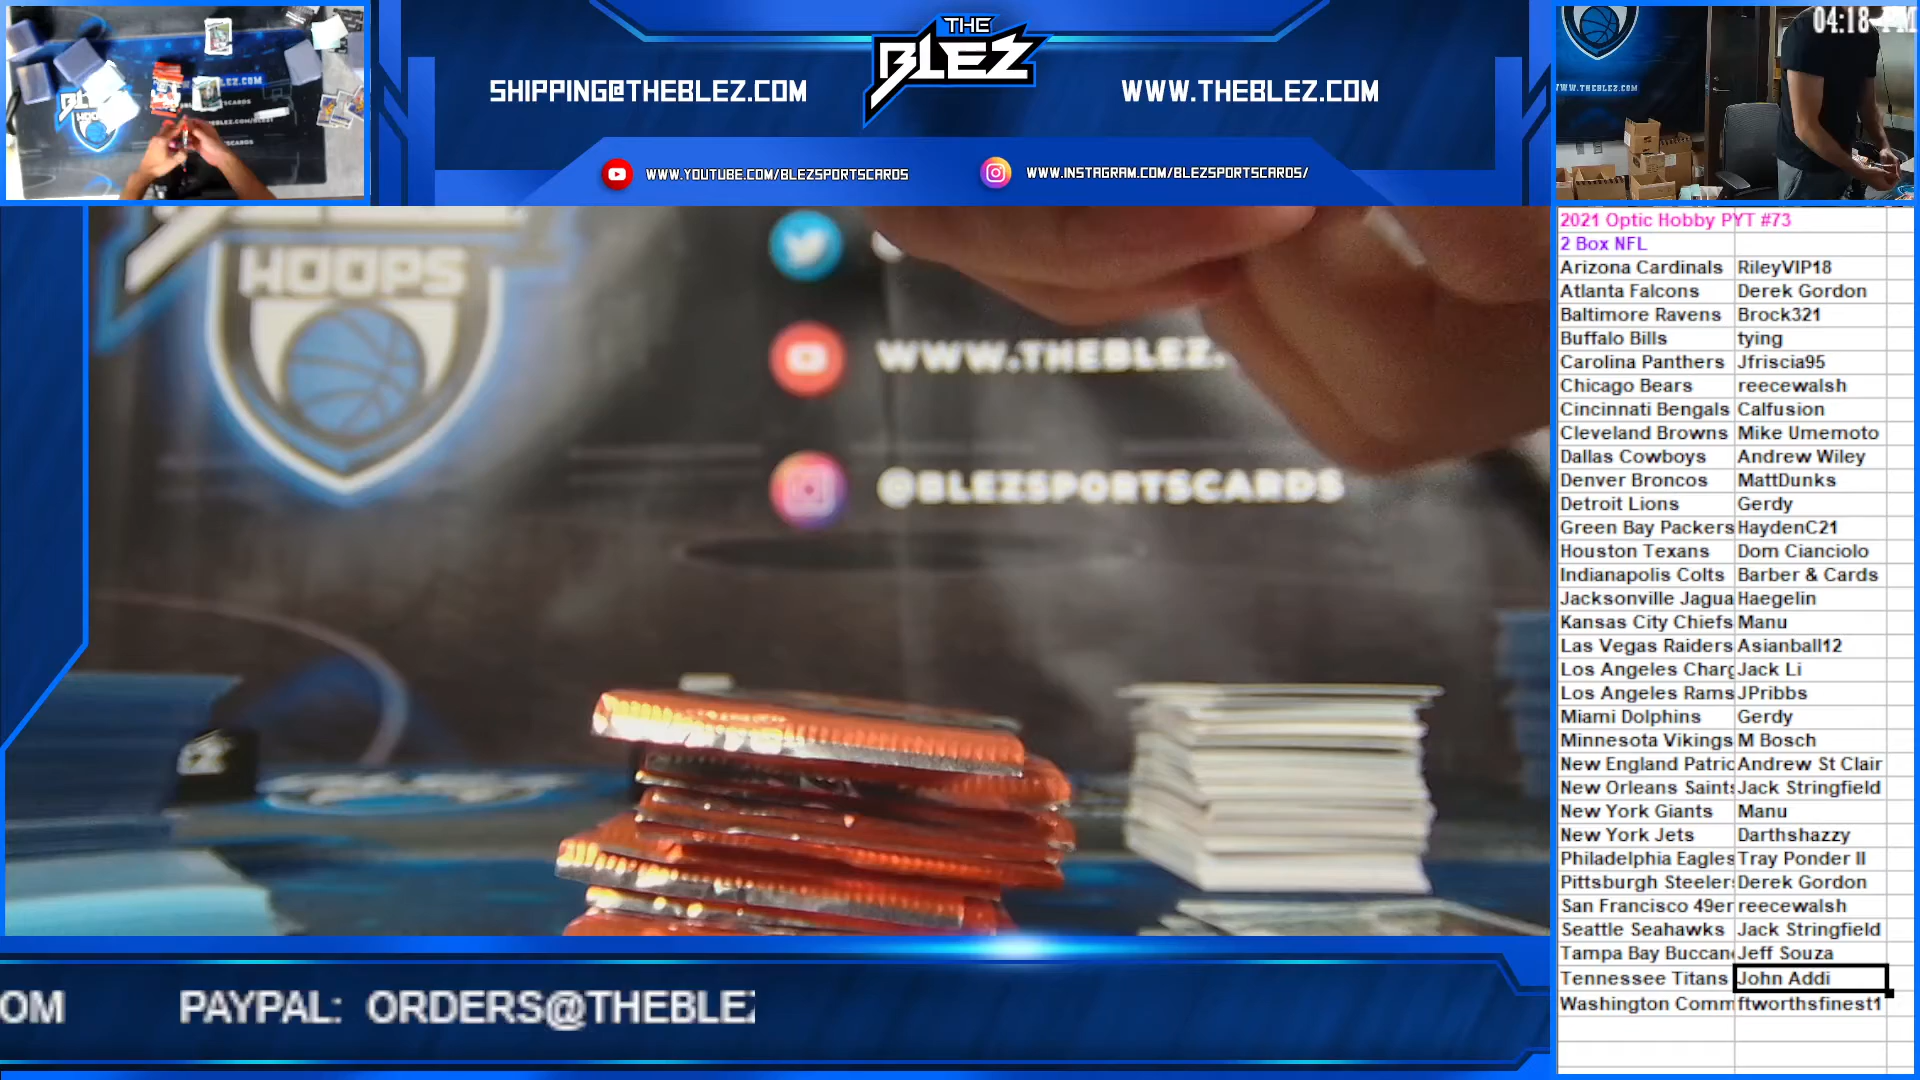 THE
BLEZ
SHIPPING@THEBLEZ.COM
WWW.THEBLEZ.COM
WWW.YOUTUBE.COM/BLEZSPORTSCARDS
WWW.INSTAGRAM.COM/BLEZSPORTSCARDS/
04:18 PM
WWW.THEBLEZ.COM
HOOPS
WWW.THEBLEZ.
@BLEZSPORTSCARDS
2021 Optic Hobby PYT #73
2 Box NFL
Arizona Cardinals RileyVIP18
Atlanta Falcons Derek Gordon
Baltimore Ravens Brock321
Buffalo Bills tying
Carolina Panthers Jfriscia95
Chicago Bears reecewalsh
Cincinnati Bengals Calfusion
Cleveland Browns Mike Umemoto
Dallas Cowboys Andrew Wiley
Denver Broncos MattDunks
Detroit Lions Gerdy
Green Bay Packers HaydenC21
Houston Texans Dom Cianciolo
Indianapolis Colts Barber & Cards
Jacksonville Jagua Haegelin
Kansas City Chiefs Manu
Las Vegas Raiders Asianball12
Los Angeles Charg Jack Li
Los Angeles Rams JPribbs
Miami Dolphins Gerdy
Minnesota Vikings M Bosch
New England Patric Andrew St Clair
New Orleans Saints Jack Stringfield
New York Giants Manu
New York Jets Darthshazzy
Philadelphia Eagles Tray Ponder II
Pittsburgh Steelers Derek Gordon
San Francisco 49er reecewalsh
Seattle Seahawks Jack Stringfield
Tampa Bay Buccane Jeff Souza
Tennessee Titans John Addi
Washington Comm ftworthsfinest1
OM PAYPAL: ORDERS@THEBLEZ